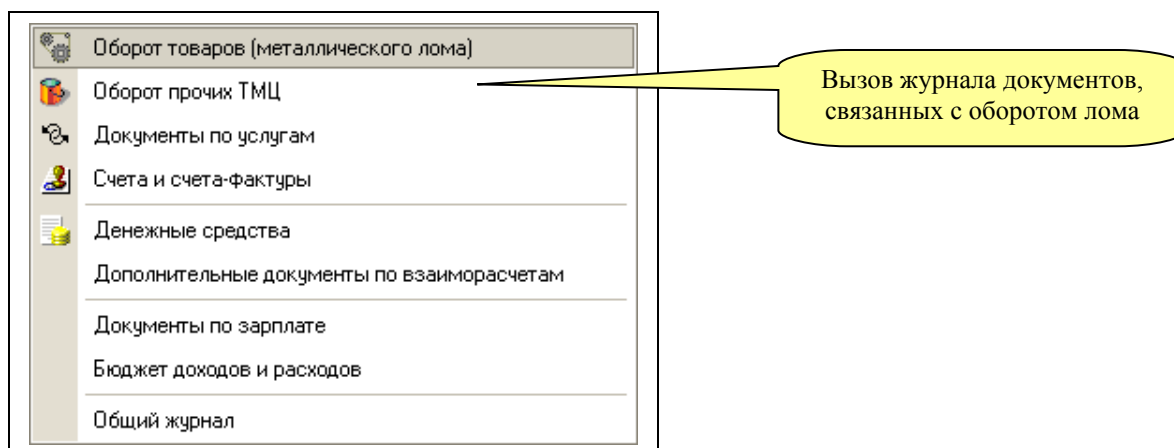 Оборот товаров (металлического лома)
Оборот прочих ТМЦ
Документы по услугам
Счета и счета-фактуры
Денежные средства
Дополнительные документы по взаиморасчетам
Документы по зарплате
Бюджет доходов и расходов
Общий журнал
Вызов журнала документов,
связанных с оборотом лома